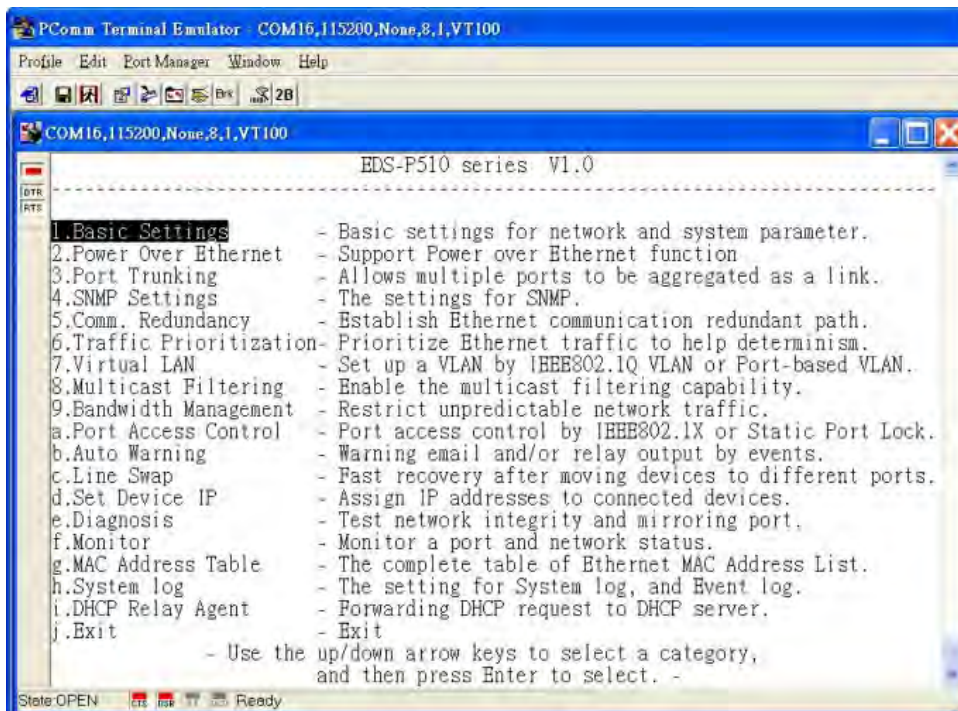 PComm Terminal Emulator - COM16,115200,None,8,1,VT100
Profile Edit Port Manager Window Help
Brk 2B
COM16,115200,None,8,1,VT100
DTR
RTS
EDS-P510 series V1.0
1.Basic Settings - Basic settings for network and system parameter.
2.Power Over Ethernet - Support Power over Ethernet function
3.Port Trunking - Allows multiple ports to be aggregated as a link.
4.SNMP Settings - The settings for SNMP.
5.Comm. Redundancy - Establish Ethernet communication redundant path.
6.Traffic Prioritization- Prioritize Ethernet traffic to help determinism.
7.Virtual LAN - Set up a VLAN by IEEE802.1Q VLAN or Port-based VLAN.
8.Multicast Filtering - Enable the multicast filtering capability.
9.Bandwidth Management - Restrict unpredictable network traffic.
a.Port Access Control - Port access control by IEEE802.1X or Static Port Lock.
b.Auto Warning - Warning email and/or relay output by events.
c.Line Swap - Fast recovery after moving devices to different ports.
d.Set Device IP - Assign IP addresses to connected devices.
e.Diagnosis - Test network integrity and mirroring port.
f.Monitor - Monitor a port and network status.
g.MAC Address Table - The complete table of Ethernet MAC Address List.
h.System log - The setting for System log, and Event log.
i.DHCP Relay Agent - Forwarding DHCP request to DHCP server.
j.Exit - Exit
- Use the up/down arrow keys to select a category,
and then press Enter to select. -
State:OPEN CTS DSR Ready